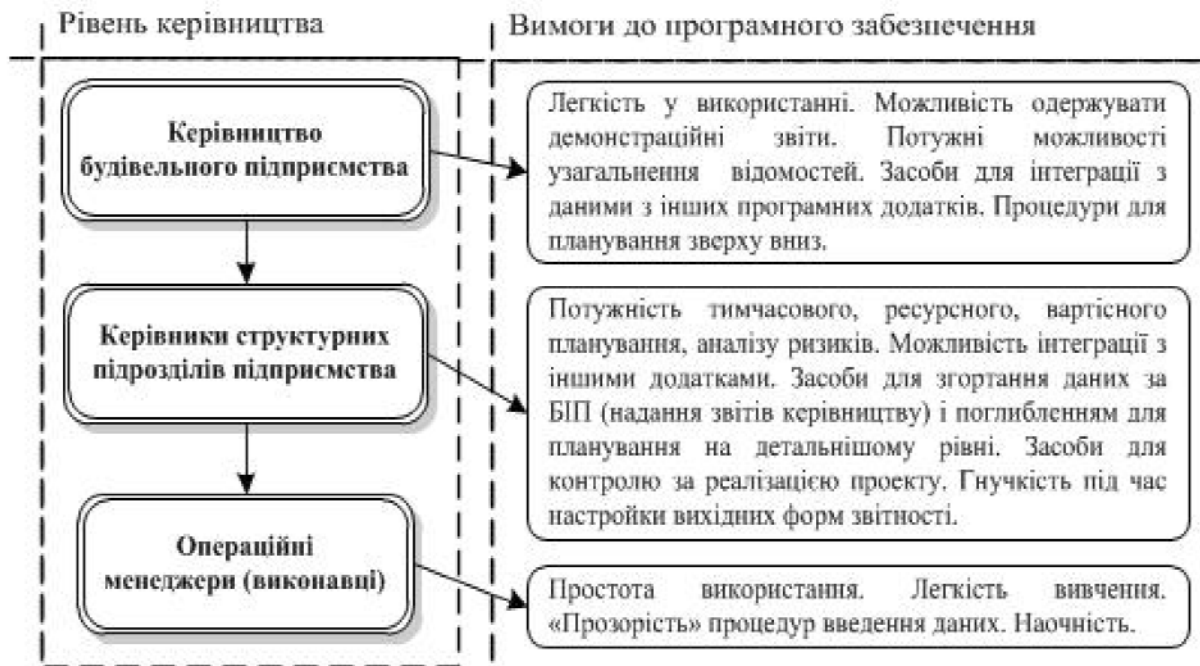 Рівень керівництва
Вимоги до програмного забезпечення
Керівництво
будівельного підприємства
Легкість у використанні. Можливість одержувати
демонстраційні звіти. Потужні можливості
узагальнення відомостей. Засоби для інтеграції з
даними з інших програмних додатків. Процедури для
планування зверху вниз.
Керівники структурних
підрозділів підприємства
Потужність тимчасового, ресурсного, вартісного
планування, аналізу ризиків. Можливість інтеграції з
іншими додатками. Засоби для згортання даних за
БІП (надання звітів керівництву) і поглибленням для
планування на детальнішому рівні. Засоби для
контролю за реалізацією проекту. Гнучкість під час
настройки вихідних форм звітності.
Операційні
менеджери (виконавці)
Простота використання. Легкість вивчення.
«Прозорість» процедур введення даних. Наочність.